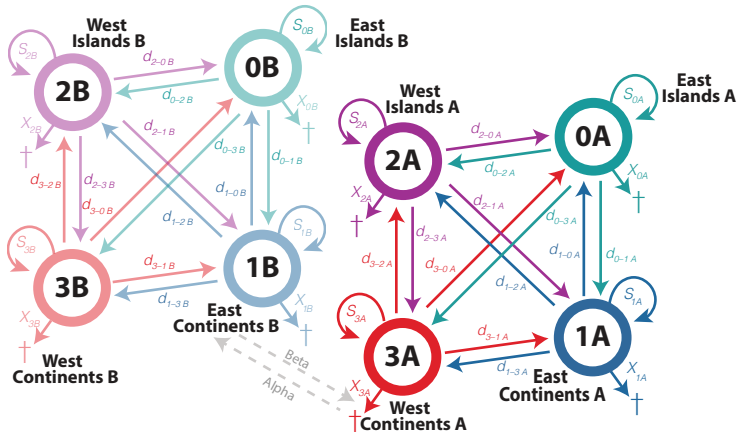 West
Islands B
East
Islands B
S2B
S0B
2B
0B
d2–0 B
d0–2 B
X2B
†
X0B
†
d2–1 B
d0–3 B
d0–1 B
d3–2 B
d2–3 B
d3–0 B
d1–0 B
d1–2 B
S3B
S1B
3B
1B
d3–1 B
d1–3 B
X3B
†
X1B
†
West
Continents B
East
Continents B
Beta
Alpha
West
Islands A
East
Islands A
S2A
S0A
2A
0A
d2–0 A
d0–2 A
X2A
†
X0A
†
d2–1 A
d0–3 A
d0–1 A
d3–2 A
d2–3 A
d3–0 A
d1–0 A
d1–2 A
S3A
S1A
3A
1A
d3–1 A
d1–3 A
X3A
†
X1A
†
West
Continents A
East
Continents A